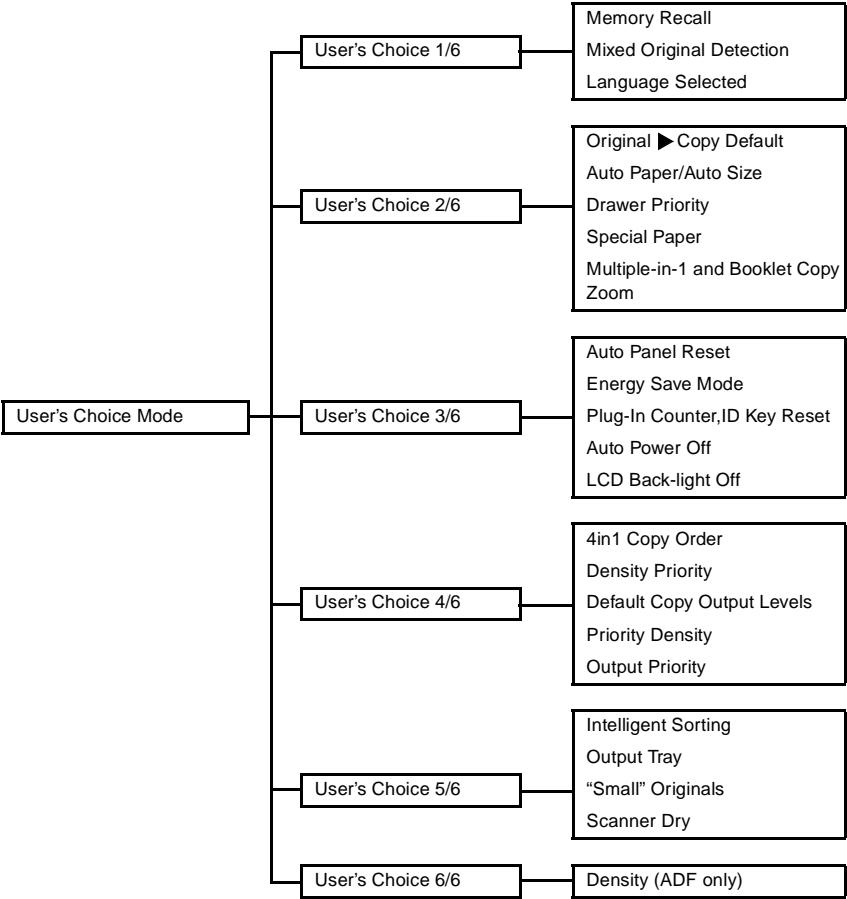 User's Choice Mode
User’s Choice 1/6
Memory Recall
Mixed Original Detection
Language Selected
User’s Choice 2/6
Original ▶ Copy Default
Auto Paper/Auto Size
Drawer Priority
Special Paper
Multiple-in-1 and Booklet Copy
Zoom
User’s Choice 3/6
Auto Panel Reset
Energy Save Mode
Plug-In Counter,ID Key Reset
Auto Power Off
LCD Back-light Off
User’s Choice 4/6
4in1 Copy Order
Density Priority
Default Copy Output Levels
Priority Density
Output Priority
User’s Choice 5/6
Intelligent Sorting
Output Tray
“Small” Originals
Scanner Dry
User’s Choice 6/6
Density (ADF only)